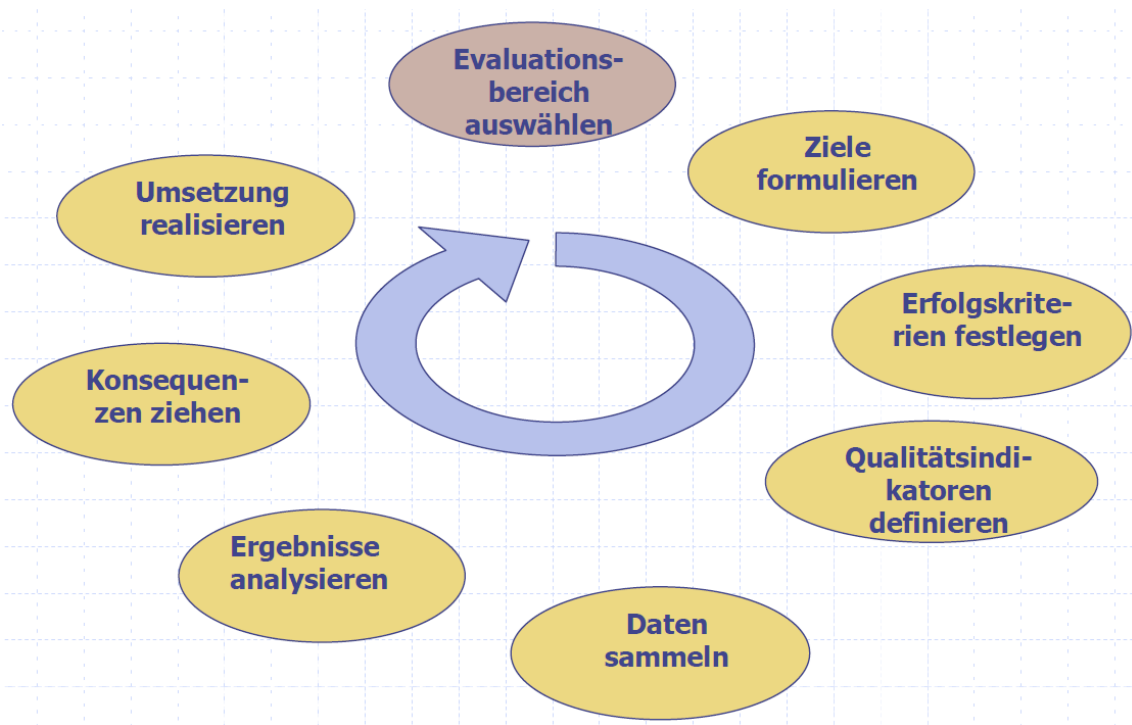 Evaluations-
bereich
auswählen
Ziele
formulieren
Erfolgskrite-
rien festlegen
Qualitätsindi-
katoren
definieren
Daten
sammeln
Ergebnisse
analysieren
Konsequen-
zen ziehen
Umsetzung
realisieren